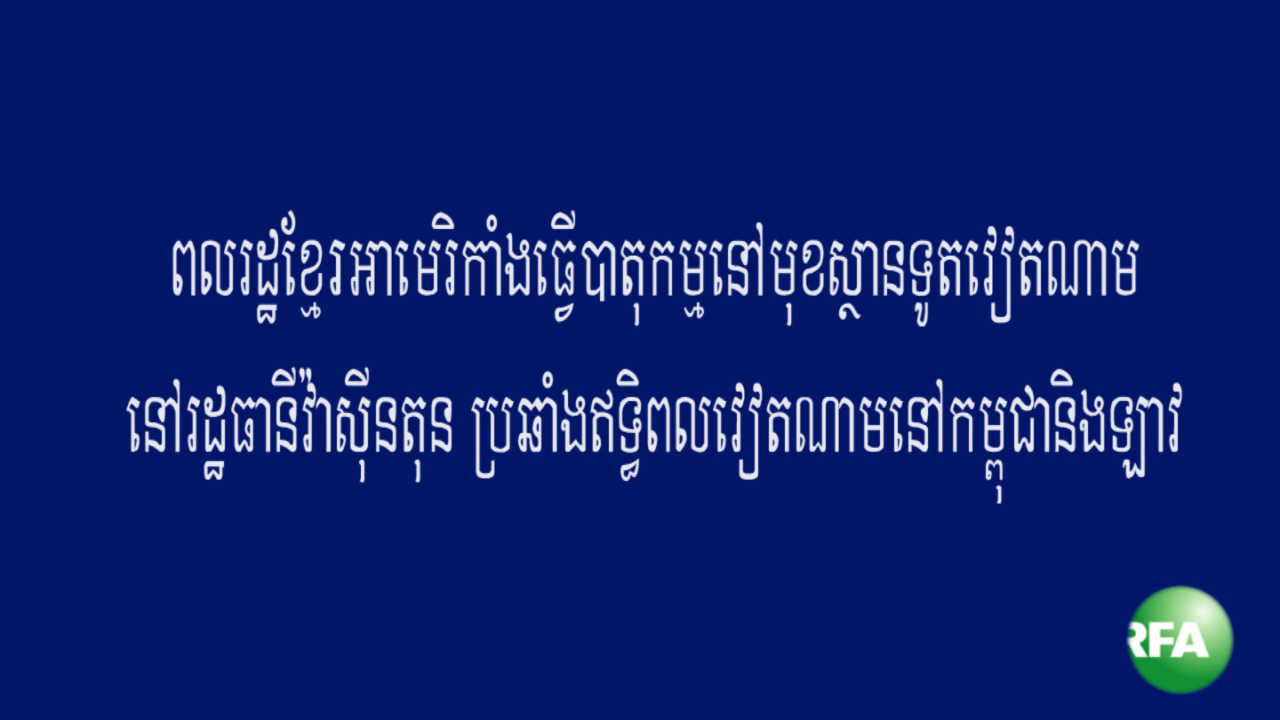 ពលរដ្ឋខ្មែរអាមេរិកាំងធ្វើបាតុកម្មនៅមុខស្ថានទូតវៀតណាម
នៅរដ្ឋធានីវ៉ាស៊ីនតុន ប្រឆាំងឥទ្ធិពលវៀតណាមនៅកម្ពុជានិងឡាវ
RFA